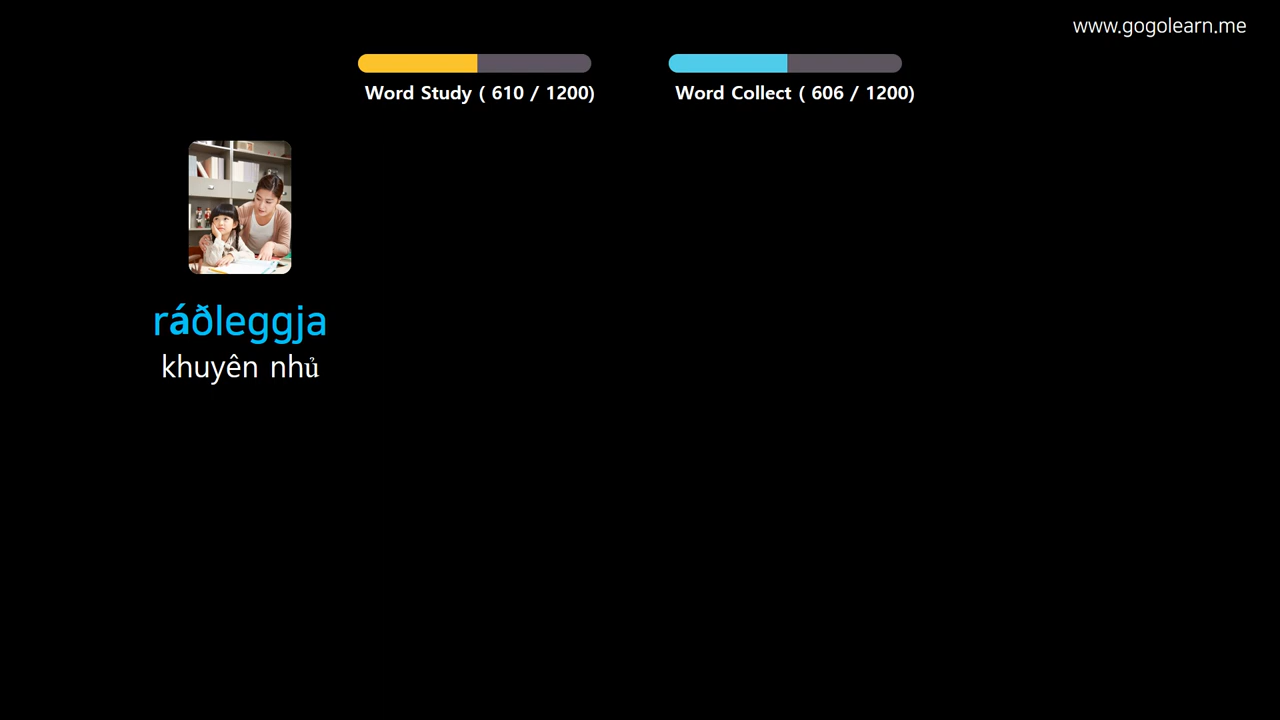 www.gogolearn.me
Word Study ( 610 / 1200)
Word Collect ( 606 / 1200)
ráðleggja
khuyên nhủ